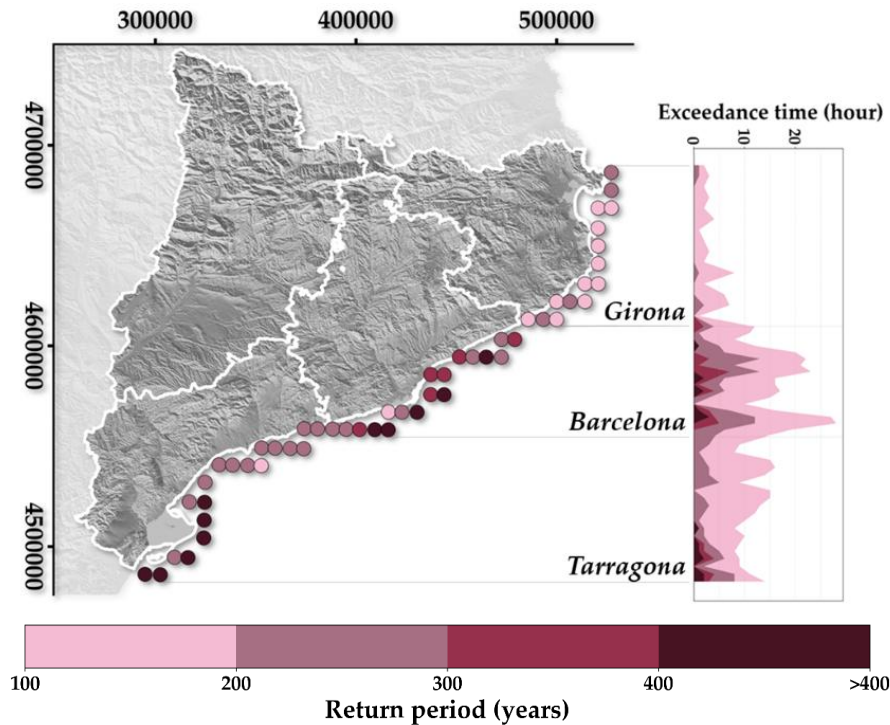 300000 400000 500000
Exceedance time (hour)
0 10 20
4700000
4600000
4500000
Girona
Barcelona
Tarragona
100 200 300 400 >400
Return period (years)